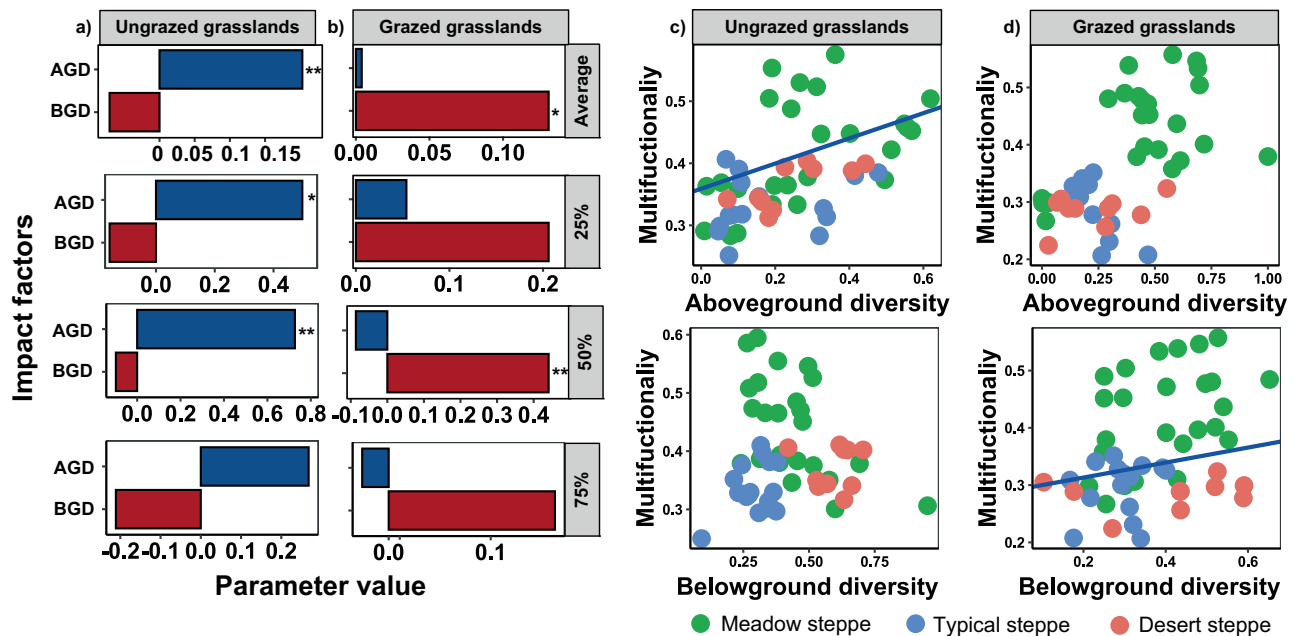 a) Ungrazed grasslands
b) Grazed grasslands
c) Ungrazed grasslands
d) Grazed grasslands
Impact factors
AGD
BGD
**
*
0 0.05 0.1 0.15
0.00 0.05 0.10
Average
AGD
BGD
*
0.0 0.2 0.4
0.0 0.1 0.2
25%
AGD
BGD
**
**
0.0 0.2 0.4 0.6 0.8
-0.1 0.0 0.1 0.2 0.3 0.4
50%
AGD
BGD
-0.2 -0.1 0.0 0.1 0.2
0.0 0.1
75%
Parameter value
Multifuctionaliy
0.5
0.4
0.3
0.0 0.2 0.4 0.6
Aboveground diversity
Multifuctionaliy
0.5
0.4
0.3
0.2
0.00 0.25 0.50 0.75 1.00
Aboveground diversity
Multifuctionaliy
0.6
0.5
0.4
0.3
0.25 0.50 0.75
Belowground diversity
Multifuctionaliy
0.5
0.4
0.3
0.2
0.2 0.4 0.6
Belowground diversity
Meadow steppe Typical steppe Desert steppe